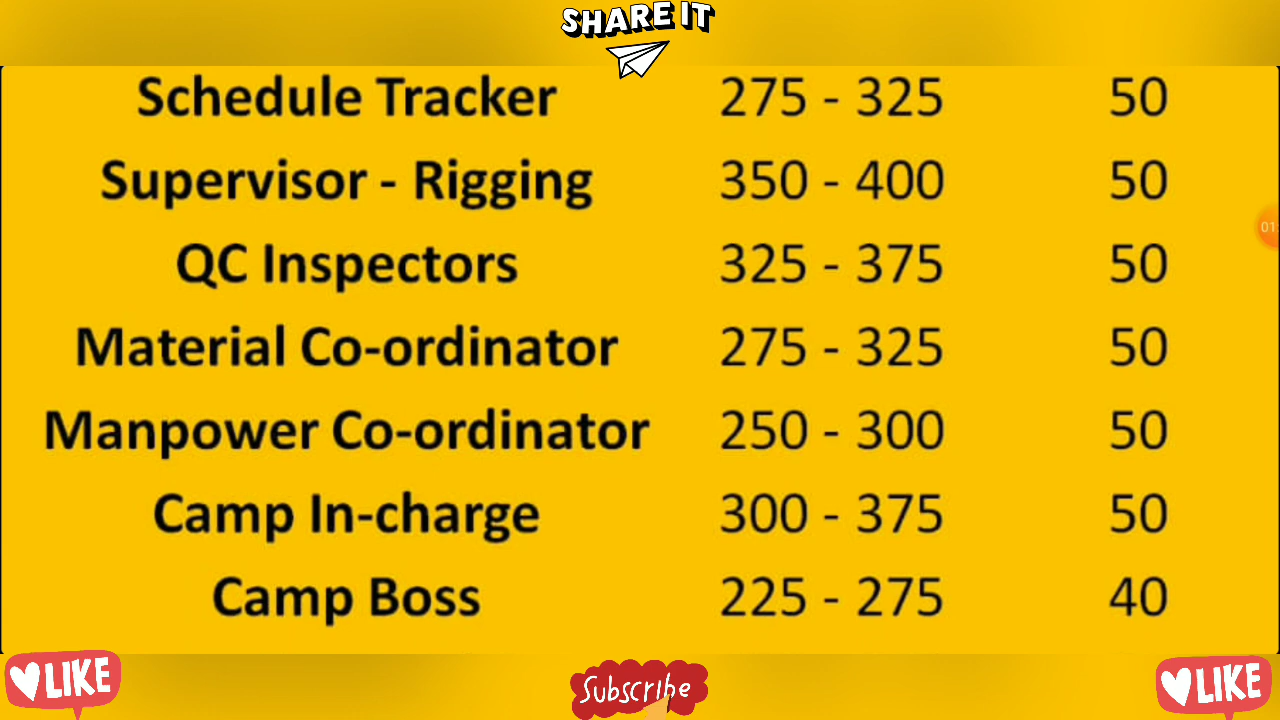 SHARE IT
Schedule Tracker 275 - 325 50
Supervisor - Rigging 350 - 400 50
QC Inspectors 325 - 375 50
Material Co-ordinator 275 - 325 50
Manpower Co-ordinator 250 - 300 50
Camp In-charge 300 - 375 50
Camp Boss 225 - 275 40
LIKE Subscribe LIKE